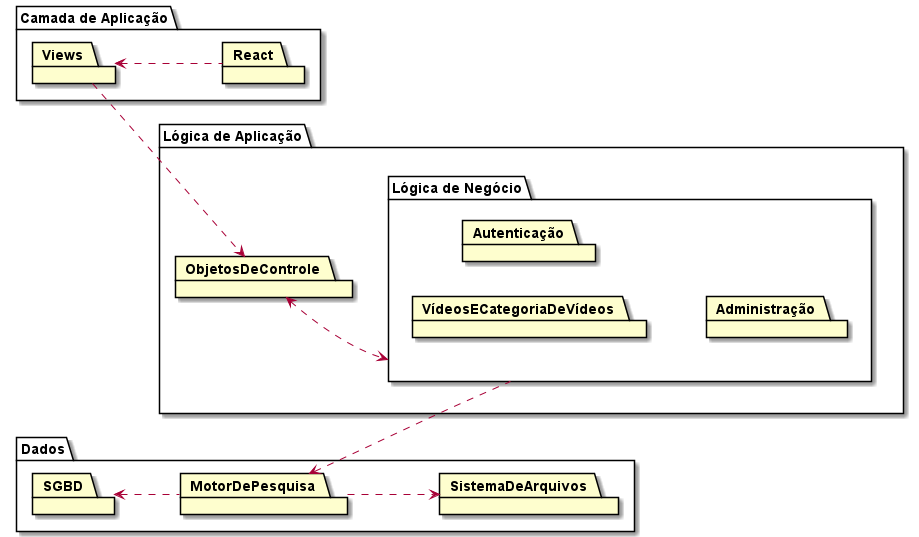 Camada de Aplicação
Views
React
Lógica de Aplicação
Lógica de Negócio
Autenticação
ObjetosDeControle
VídeosECategoriaDeVídeos
Administração
Dados
SGBD
MotorDePesquisa
SistemaDeArquivos